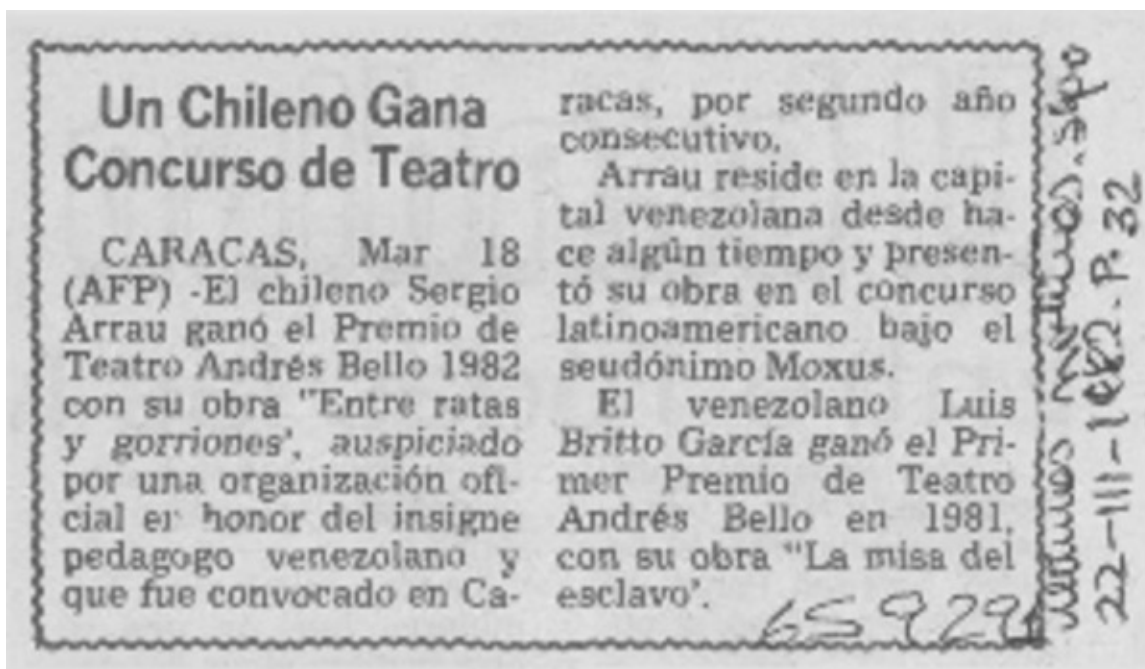 Un Chileno Gana
Concurso de Teatro
CARACAS, Mar 18
(AFP) -El chileno Sergio
Arrau ganó el Premio de
Teatro Andrés Bello 1982
con su obra "Entre ratas
y gorriones', auspiciado
por una organización ofi-
cial en honor del insigne
pedagogo venezolano y
que fue convocado en Ca-
racas, por segundo año
consecutivo.
Arrau reside en la capi-
tal venezolana desde ha-
ce algún tiempo y presen-
tó su obra en el concurso
latinoamericano bajo el
seudónimo Moxus.
El venezolano Luis
Britto García ganó el Pri-
mer Premio de Teatro
Andrés Bello en 1981,
con su obra "La misa del
esclavo'.
Últimas Noticias. Stgo
22-III-1982. P. 32